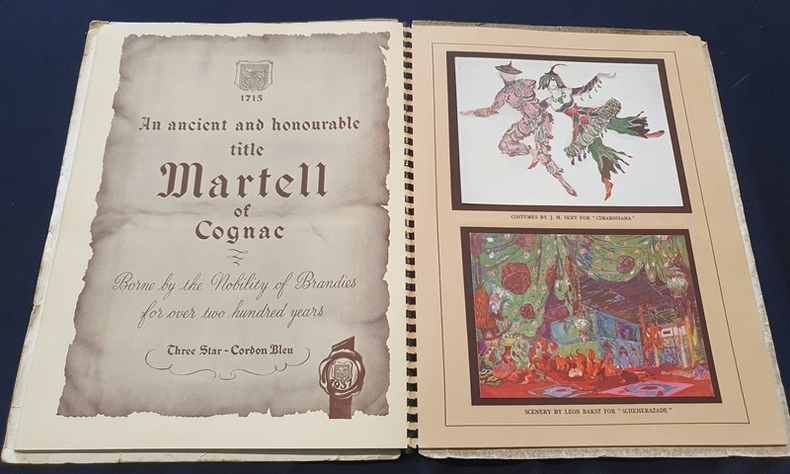 1715
An ancient and honourable
title
Martell
of
Cognac
Borne by the Nobility of Brandies
for over two hundred years
Three Star - Cordon Bleu
COSTUMES BY J. M. SERT FOR "CIMAROSIANA"
SCENERY BY LEON BAKST FOR "SCHEHERAZADE"